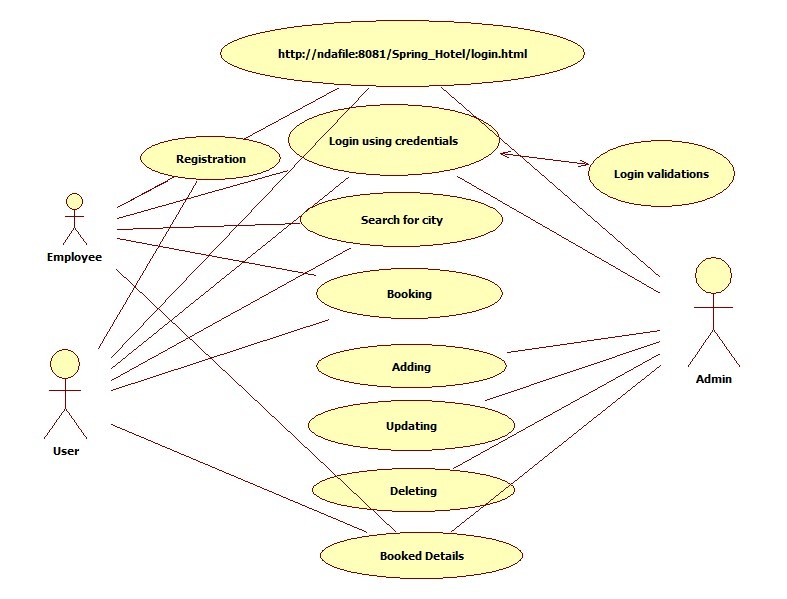 http://ndafile:8081/Spring_Hotel/login.html
Login using credentials
Registration
Login validations
Search for city
Employee
Booking
Adding
Admin
Updating
User
Deleting
Booked Details